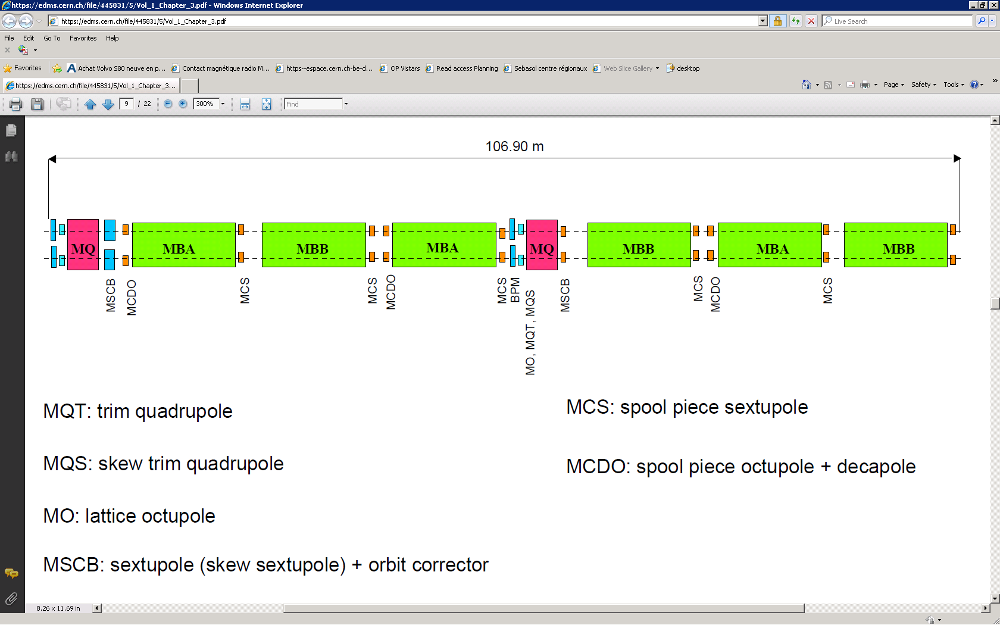 https://edms.cern.ch/file/445831/5/Vol_1_Chapter_3.pdf - Windows Internet Explorer
https://edms.cern.ch/file/445831/5/Vol_1_Chapter_3.pdf
Live Search
File Edit Go To Favorites Help
Favorites Achat Volvo S80 neuve en p... Contact magnétique radio M... https--espace.cern.ch-be-d... OP Vistars Read access Planning Sebasol centre régionaux Web Slice Gallery desktop
https://edms.cern.ch/file/445831/5/Vol_1_Chapter_3... Page Safety Tools
9 / 22 300% Find
106.90 m
MQ MBA MBB MBA MQ MBB MBA MBB
MSCB MCDO MCS MCS MCDO MCS BPM MO, MQT, MQS MSCB MCS MCDO MCS
MQT: trim quadrupole
MCS: spool piece sextupole
MQS: skew trim quadrupole
MCDO: spool piece octupole + decapole
MO: lattice octupole
MSCB: sextupole (skew sextupole) + orbit corrector
8.26 x 11.69 in